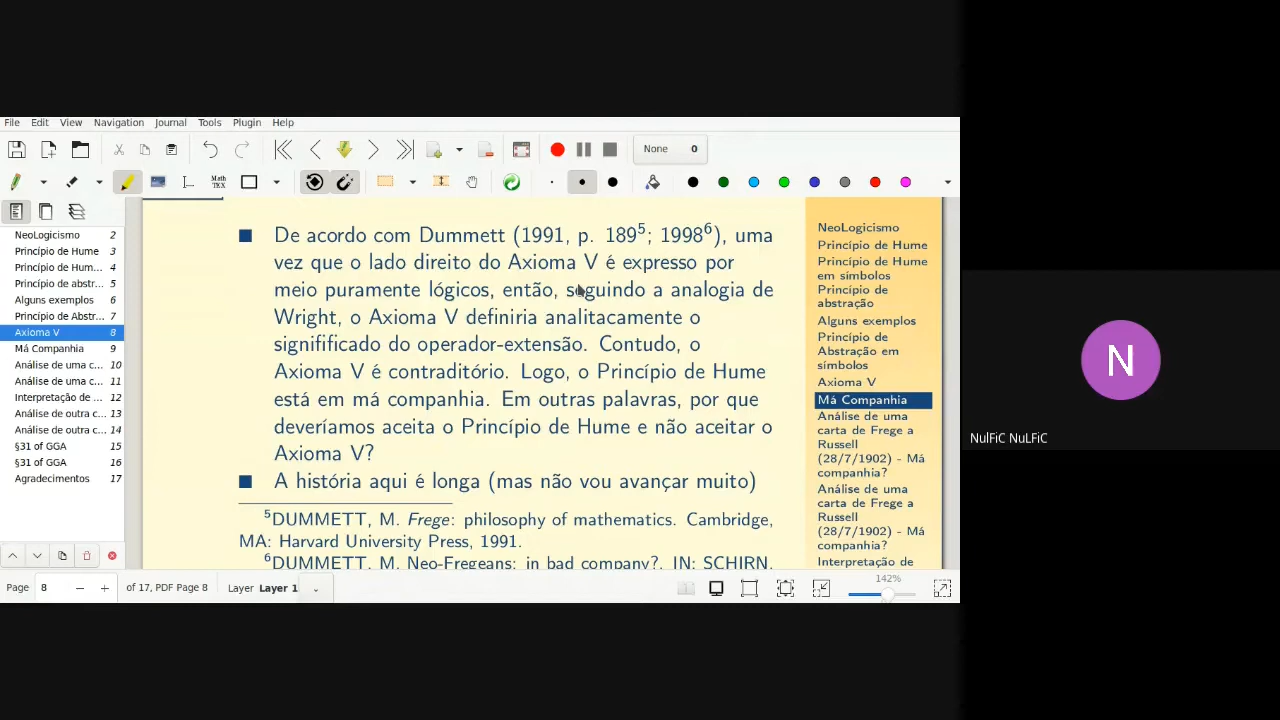 File Edit View Navigation Journal Tools Plugin Help
None 0
Math
TEX
NeoLogicismo 2
Princípio de Hume 3
Princípio de Hum... 4
Princípio de abstr... 5
Alguns exemplos 6
Princípio de Abstr... 7
Axioma V 8
Má Companhia 9
Análise de uma c... 10
Análise de uma c... 11
Interpretação de ... 12
Análise de outra c... 13
Análise de outra c... 14
§31 of GGA 15
§31 of GGA 16
Agradecimentos 17
De acordo com Dummett (1991, p. 189⁵; 1998⁶), uma
vez que o lado direito do Axioma V é expresso por
meio puramente lógicos, então, seguindo a analogia de
Wright, o Axioma V definiria analitacamente o
signifificado do operador-extensão. Contudo, o
Axioma V é contraditório. Logo, o Princípio de Hume
está em má companhia. Em outras palavras, por que
deveríamos aceita o Princípio de Hume e não aceitar o
Axioma V?
A história aqui é longa (mas não vou avançar muito)
⁵DUMMETT, M. Frege: philosophy of mathematics. Cambridge,
MA: Harvard University Press, 1991.
⁶DUMMETT, M. Neo-Fregeans: in bad company?. IN: SCHIRN,
NeoLogicismo
Princípio de Hume
Princípio de Hume
em símbolos
Princípio de
abstração
Alguns exemplos
Princípio de
Abstração em
símbolos
Axioma V
Má Companhia
Análise de uma
carta de Frege a
Russell
(28/7/1902) - Má
companhia?
Análise de uma
carta de Frege a
Russell
(28/7/1902) - Má
companhia?
Interpretação de
Page 8 of 17, PDF Page 8 Layer Layer 1
142%
N
NulFiC NuLFIC